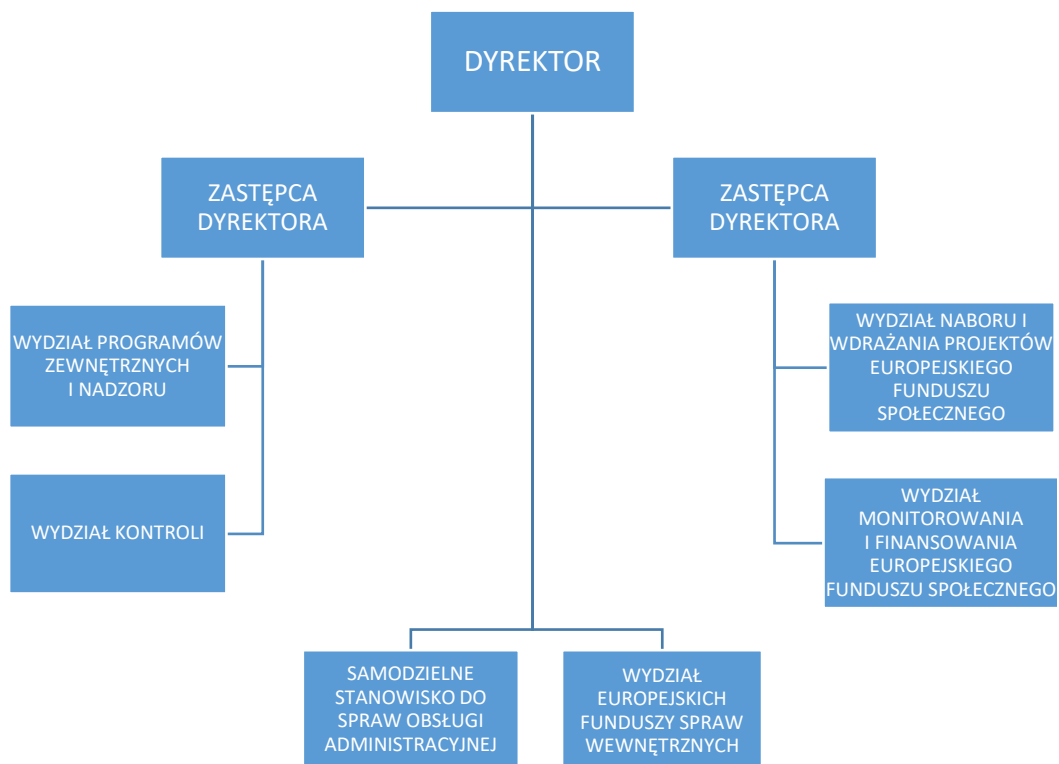 DYREKTOR
ZASTĘPCA
DYREKTORA
ZASTĘPCA
DYREKTORA
WYDZIAŁ PROGRAMÓW
ZEWNĘTRZNYCH
I NADZORU
WYDZIAŁ NABORU I
WDRAŻANIA PROJEKTÓW
EUROPEJSKIEGO
FUNDUSZU
SPOŁECZNEGO
WYDZIAŁ KONTROLI
WYDZIAŁ
MONITOROWANIA
I FINANSOWANIA
EUROPEJSKIEGO
FUNDUSZU SPOŁECZNEGO
SAMODZIELNE
STANOWISKO DO
SPRAW OBSŁUGI
ADMINISTRACYJNEJ
WYDZIAŁ
EUROPEJSKICH
FUNDUSZY SPRAW
WEWNĘTRZNYCH